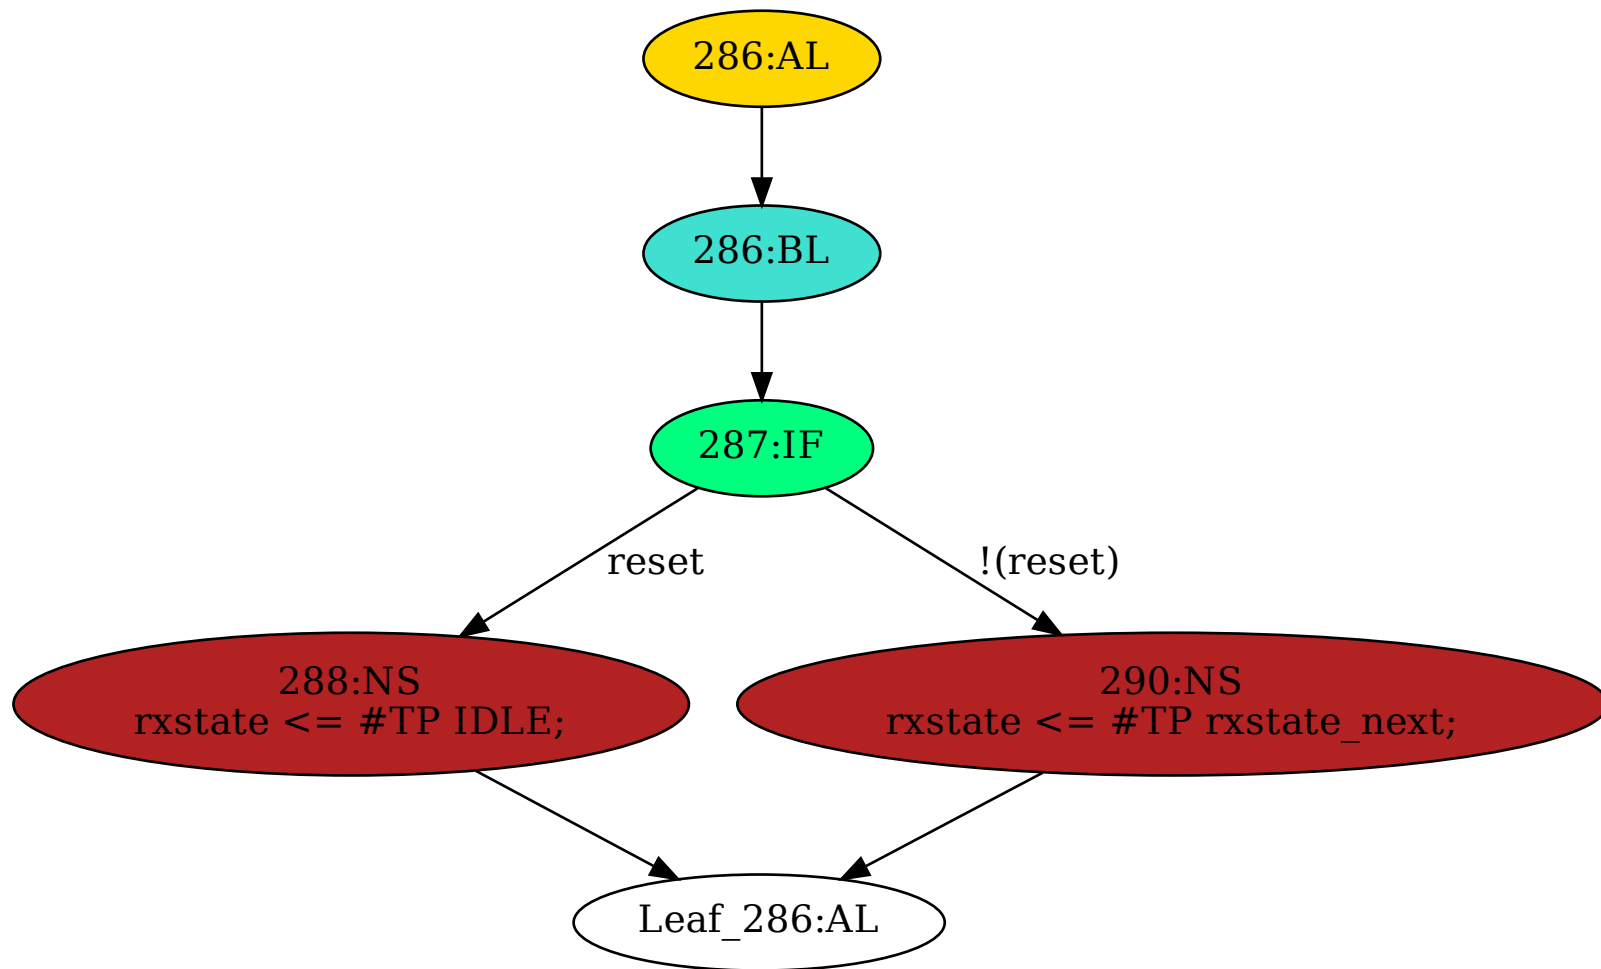 286:AL
286:BL
287:IF
reset
!(reset)
288:NS
rxstate <= #TP IDLE;
290:NS
rxstate <= #TP rxstate_next;
Leaf_286:AL